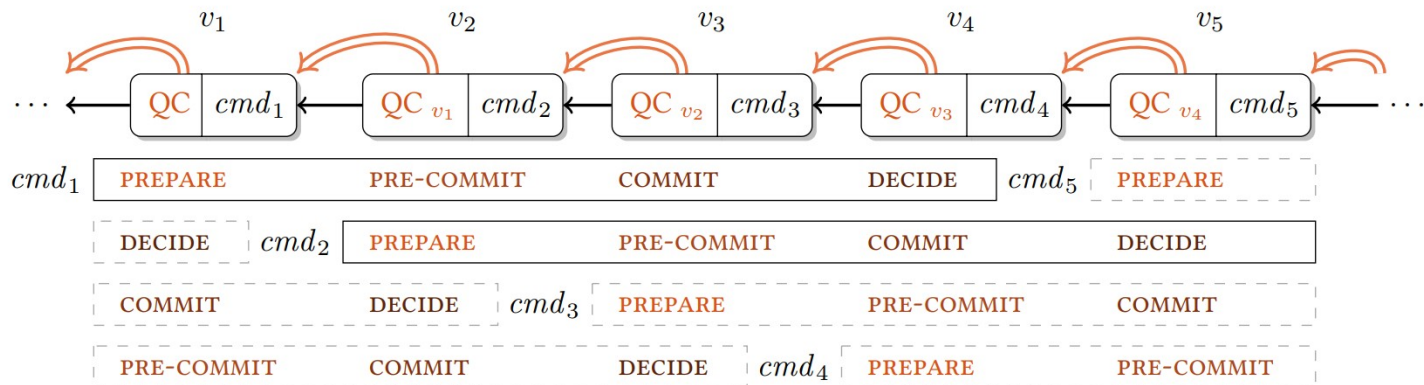 v1 v2 v3 v4 v5
··· QC cmd1 QC v1 cmd2 QC v2 cmd3 QC v3 cmd4 QC v4 cmd5 ···
cmd1 PREPARE PRE-COMMIT COMMIT DECIDE cmd5 PREPARE
DECIDE cmd2 PREPARE PRE-COMMIT COMMIT DECIDE
COMMIT DECIDE cmd3 PREPARE PRE-COMMIT COMMIT
PRE-COMMIT COMMIT DECIDE cmd4 PREPARE PRE-COMMIT